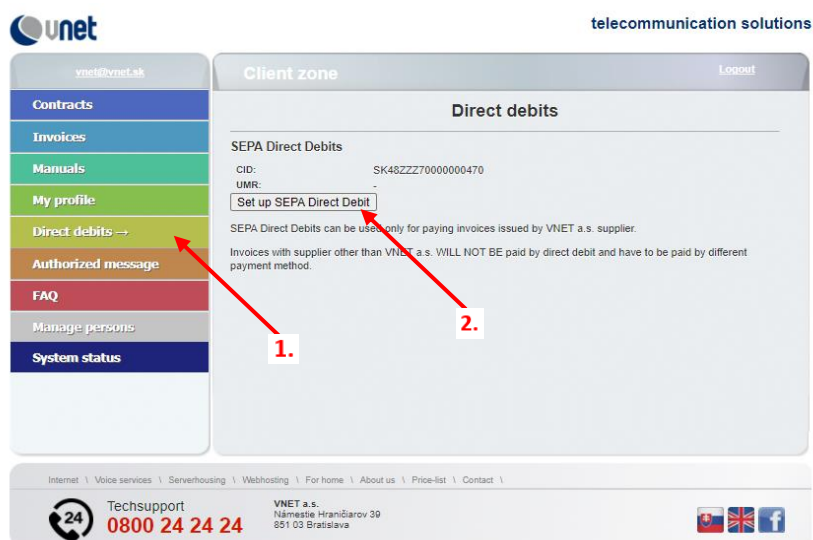 vnet
telecommunication solutions
vnet@vnet.sk
Client zone
Logout
Contracts
Invoices
Manuals
My profile
Direct debits →
Authorized message
FAQ
Manage persons
System status
Direct debits
SEPA Direct Debits
CID: SK48ZZZ70000000470
UMR: -
Set up SEPA Direct Debit
SEPA Direct Debits can be used only for paying invoices issued by VNET a.s. supplier.
Invoices with supplier other than VNET a.s. WILL NOT BE paid by direct debit and have to be paid by different
payment method.
1.
2.
Internet \ Voice services \ Serverhousing \ Webhosting \ For home \ About us \ Price-list \ Contact \
24
Techsupport
0800 24 24 24
VNET a.s.
Námestie Hraničiarov 39
851 03 Bratislava
f